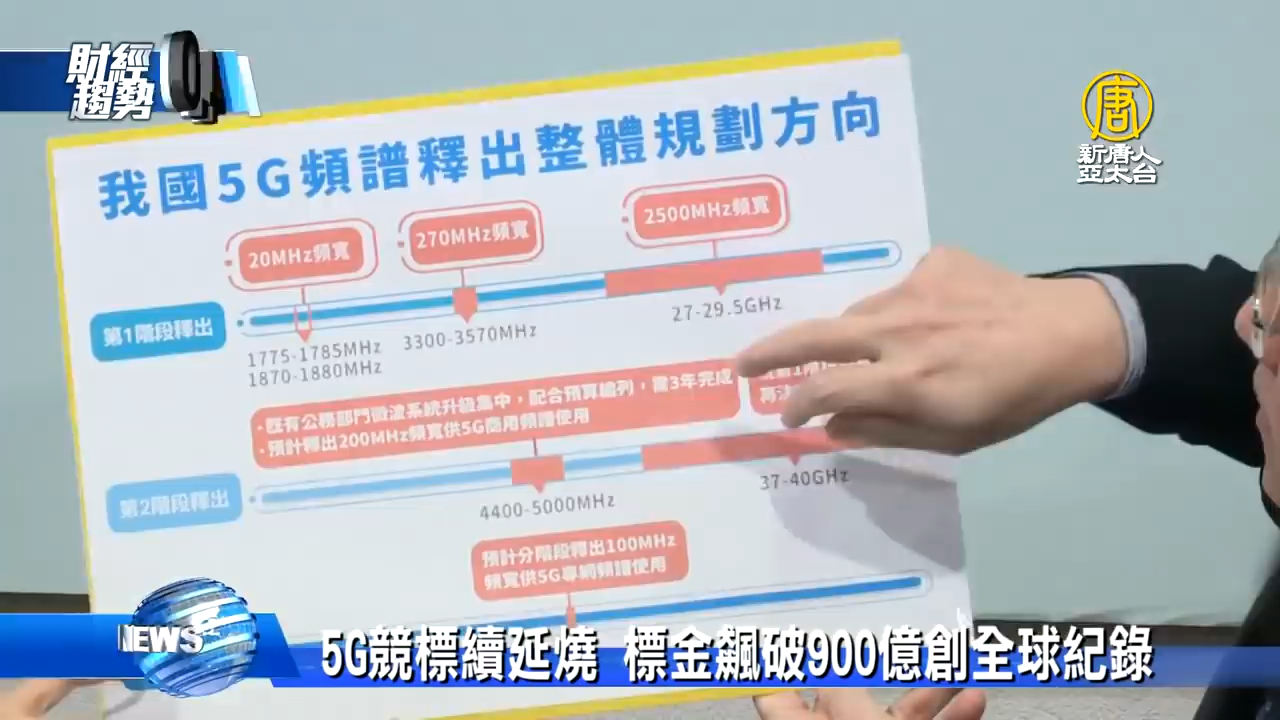 財經
趨勢
唐
新唐人
亞太台
我國5G頻譜釋出整體規劃方向
20MHz頻寬
270MHz頻寬
2500MHz頻寬
第1階段釋出
1775-1785MHz
1870-1880MHz
3300-3570MHz
27-29.5GHz
·既有公務部門微波系統升級集中，配合預算編列，需3年完成
·預計釋出200MHz頻寬供5G商用頻譜使用
第2階段釋出
4400-5000MHz
37-40GHz
預計分階段釋出100MHz
頻寬供5G專網頻譜使用
NEWS
5G競標續延燒 標金飆破900億創全球紀錄